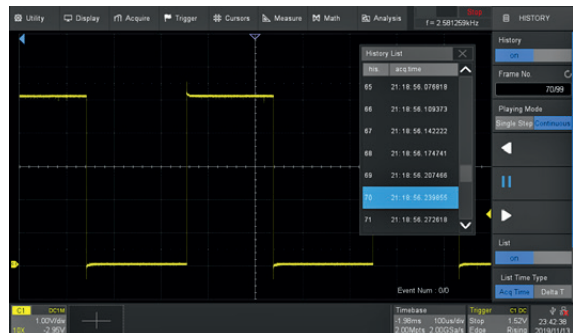 Utility Display Acquire Trigger Cursors Measure Math Analysis
Stop
f = 2.581259kHz
HISTORY
History
on
Frame No.
70/99
Playing Mode
Single Step Continuous
List
on
List Time Type
Acq Time Delta T
History List
his. acq.time
65 21:18:56.076818
66 21:18:56.109373
67 21:18:56.142222
68 21:18:56.174741
69 21:18:56.207466
70 21:18:56.239855
71 21:18:56.272618
Event Num : 0/0
C1 DC1M
1.00V/div
10X -2.95V
Timebase
-1.98ms 100us/div
2.00Mpts 2.00GSa/s
Trigger C1 DC
Stop 1.52V
Edge Rising
23:42:38
2019/11/13